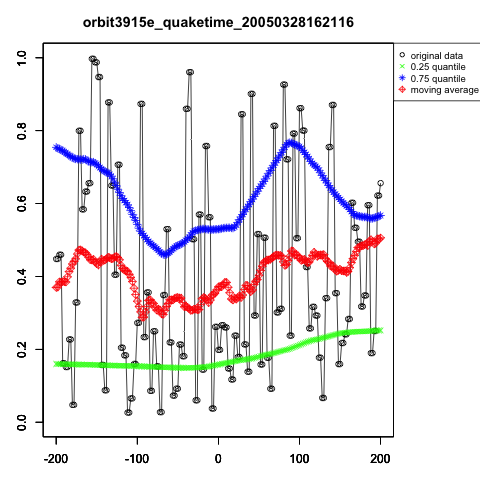 orbit3915e_quaketime_20050328162116
original data
0.25 quantile
0.75 quantile
moving average
1.0
0.8
0.6
0.4
0.2
0.0
-200 -100 0 100 200